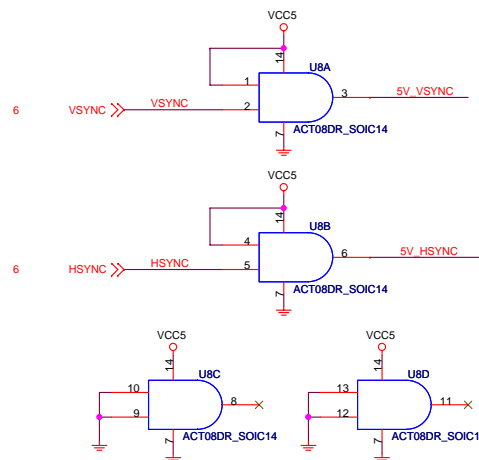 VCC5
14
U8A
1
3
5V_VSYNC
6
VSYNC
VSYNC
2
7
ACT08DR_SOIC14
VCC5
14
U8B
4
6
5V_HSYNC
6
HSYNC
HSYNC
5
7
ACT08DR_SOIC14
VCC5
VCC5
14
U8C
14
U8D
10
8
13
11
9
12
7
ACT08DR_SOIC14
7
ACT08DR_SOIC1